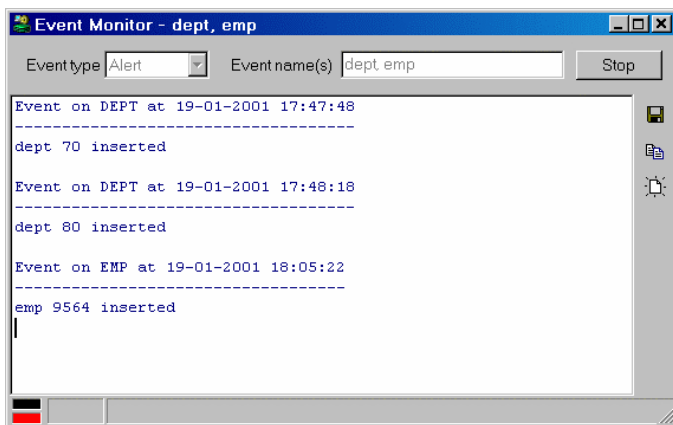 Event Monitor - dept, emp
Event type Alert Event name(s) dept, emp Stop
Event on DEPT at 19-01-2001 17:47:48
------------------------------------
dept 70 inserted
Event on DEPT at 19-01-2001 17:48:18
------------------------------------
dept 80 inserted
Event on EMP at 19-01-2001 18:05:22
-----------------------------------
emp 9564 inserted